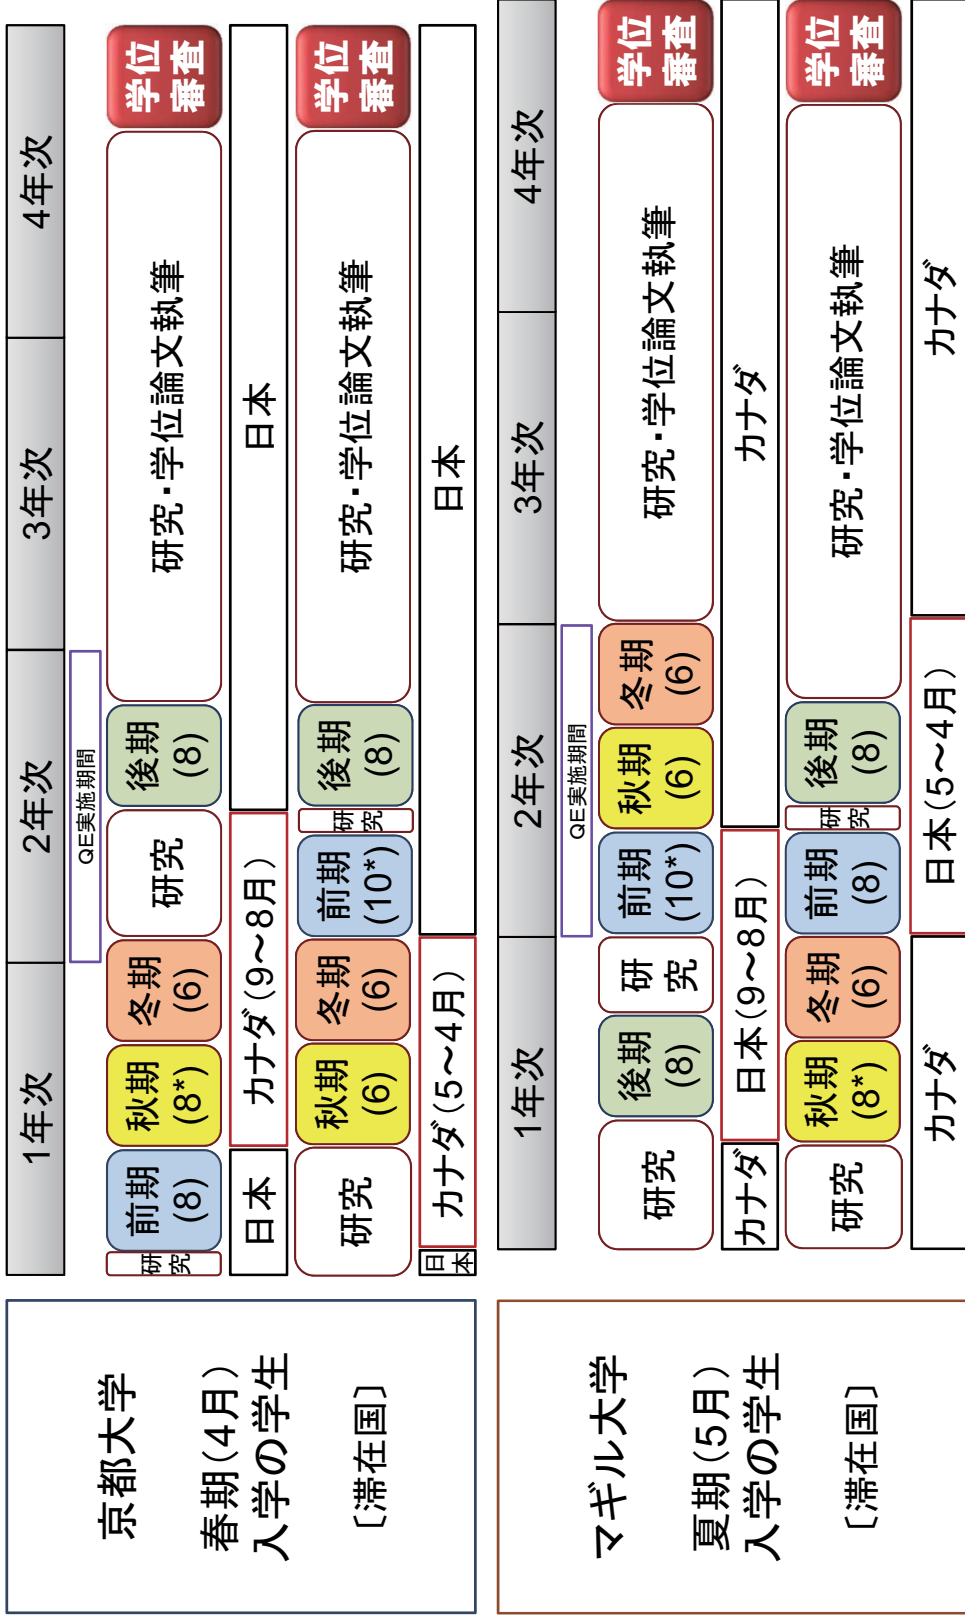 京都大学
春期(4月)
入学の学生
〔滞在国〕
1年次
2年次
3年次
4年次
QE実施期間
研究
前期
(8)
秋期
(8*)
冬期
(6)
研究
後期
(8)
研究・学位論文執筆
学位
審査
日本
カナダ(9〜8月)
日本
研究
秋期
(6)
冬期
(6)
前期
(10*)
研究
後期
(8)
研究・学位論文執筆
学位
審査
日本
カナダ(5〜4月)
日本
マギル大学
夏期(5月)
入学の学生
〔滞在国〕
1年次
2年次
3年次
4年次
QE実施期間
研究
後期
(8)
研究
前期
(10*)
秋期
(6)
冬期
(6)
研究・学位論文執筆
学位
審査
カナダ
日本(9〜8月)
カナダ
研究
秋期
(8*)
冬期
(6)
前期
(8)
研究
後期
(8)
研究・学位論文執筆
学位
審査
カナダ
日本(5〜4月)
カナダ